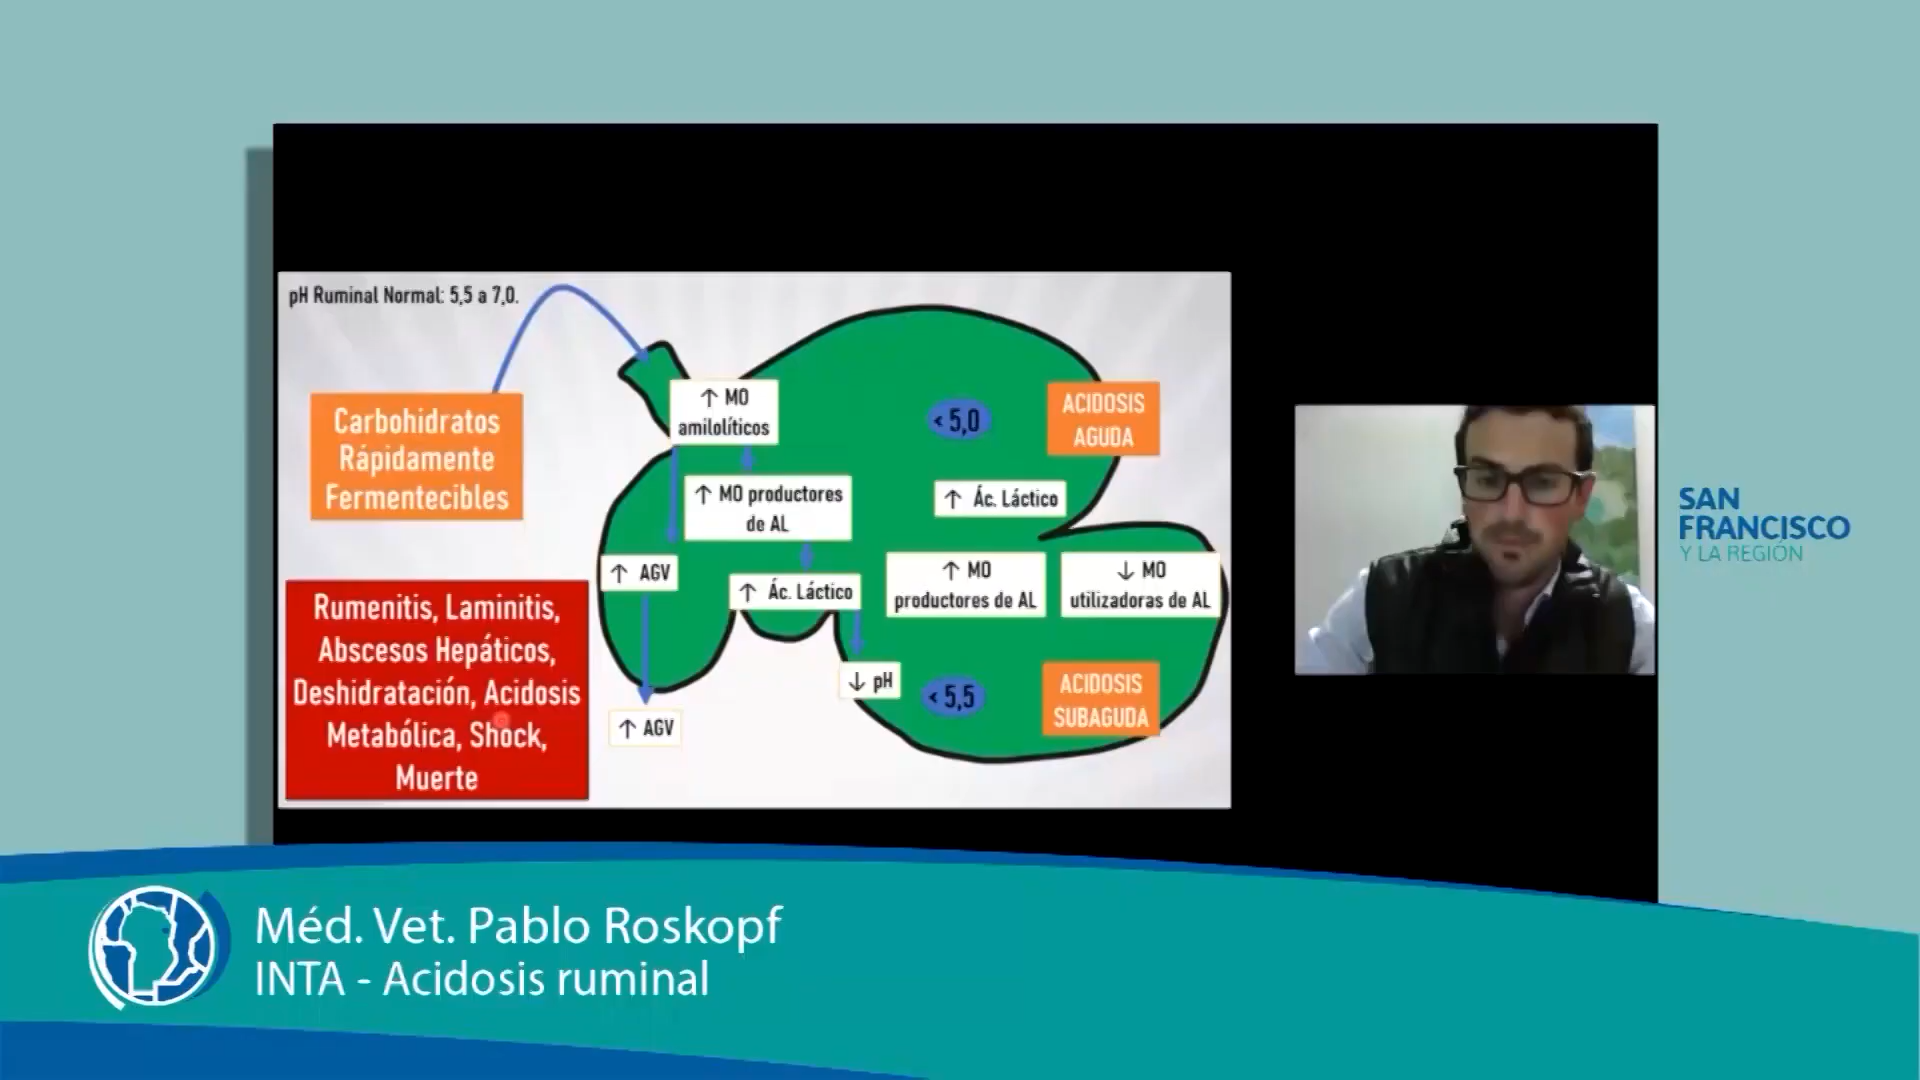 pH Ruminal Normal: 5,5 a 7,0.
Carbohidratos
Rápidamente
Fermentecibles
↑ MO
amilolíticos
↑ MO productores
de AL
↑ AGV
↑ Ác. Láctico
↓ pH
↑ AGV
< 5,0
ACIDOSIS
AGUDA
↑ Ác. Láctico
↑ MO
productores de AL
↓ MO
utilizadoras de AL
< 5,5
ACIDOSIS
SUBAGUDA
Rumenitis, Laminitis,
Abscesos Hepáticos,
Deshidratación, Acidosis
Metabólica, Shock,
Muerte
SAN
FRANCISCO
Y LA REGIÓN
Méd. Vet. Pablo Roskopf
INTA - Acidosis ruminal